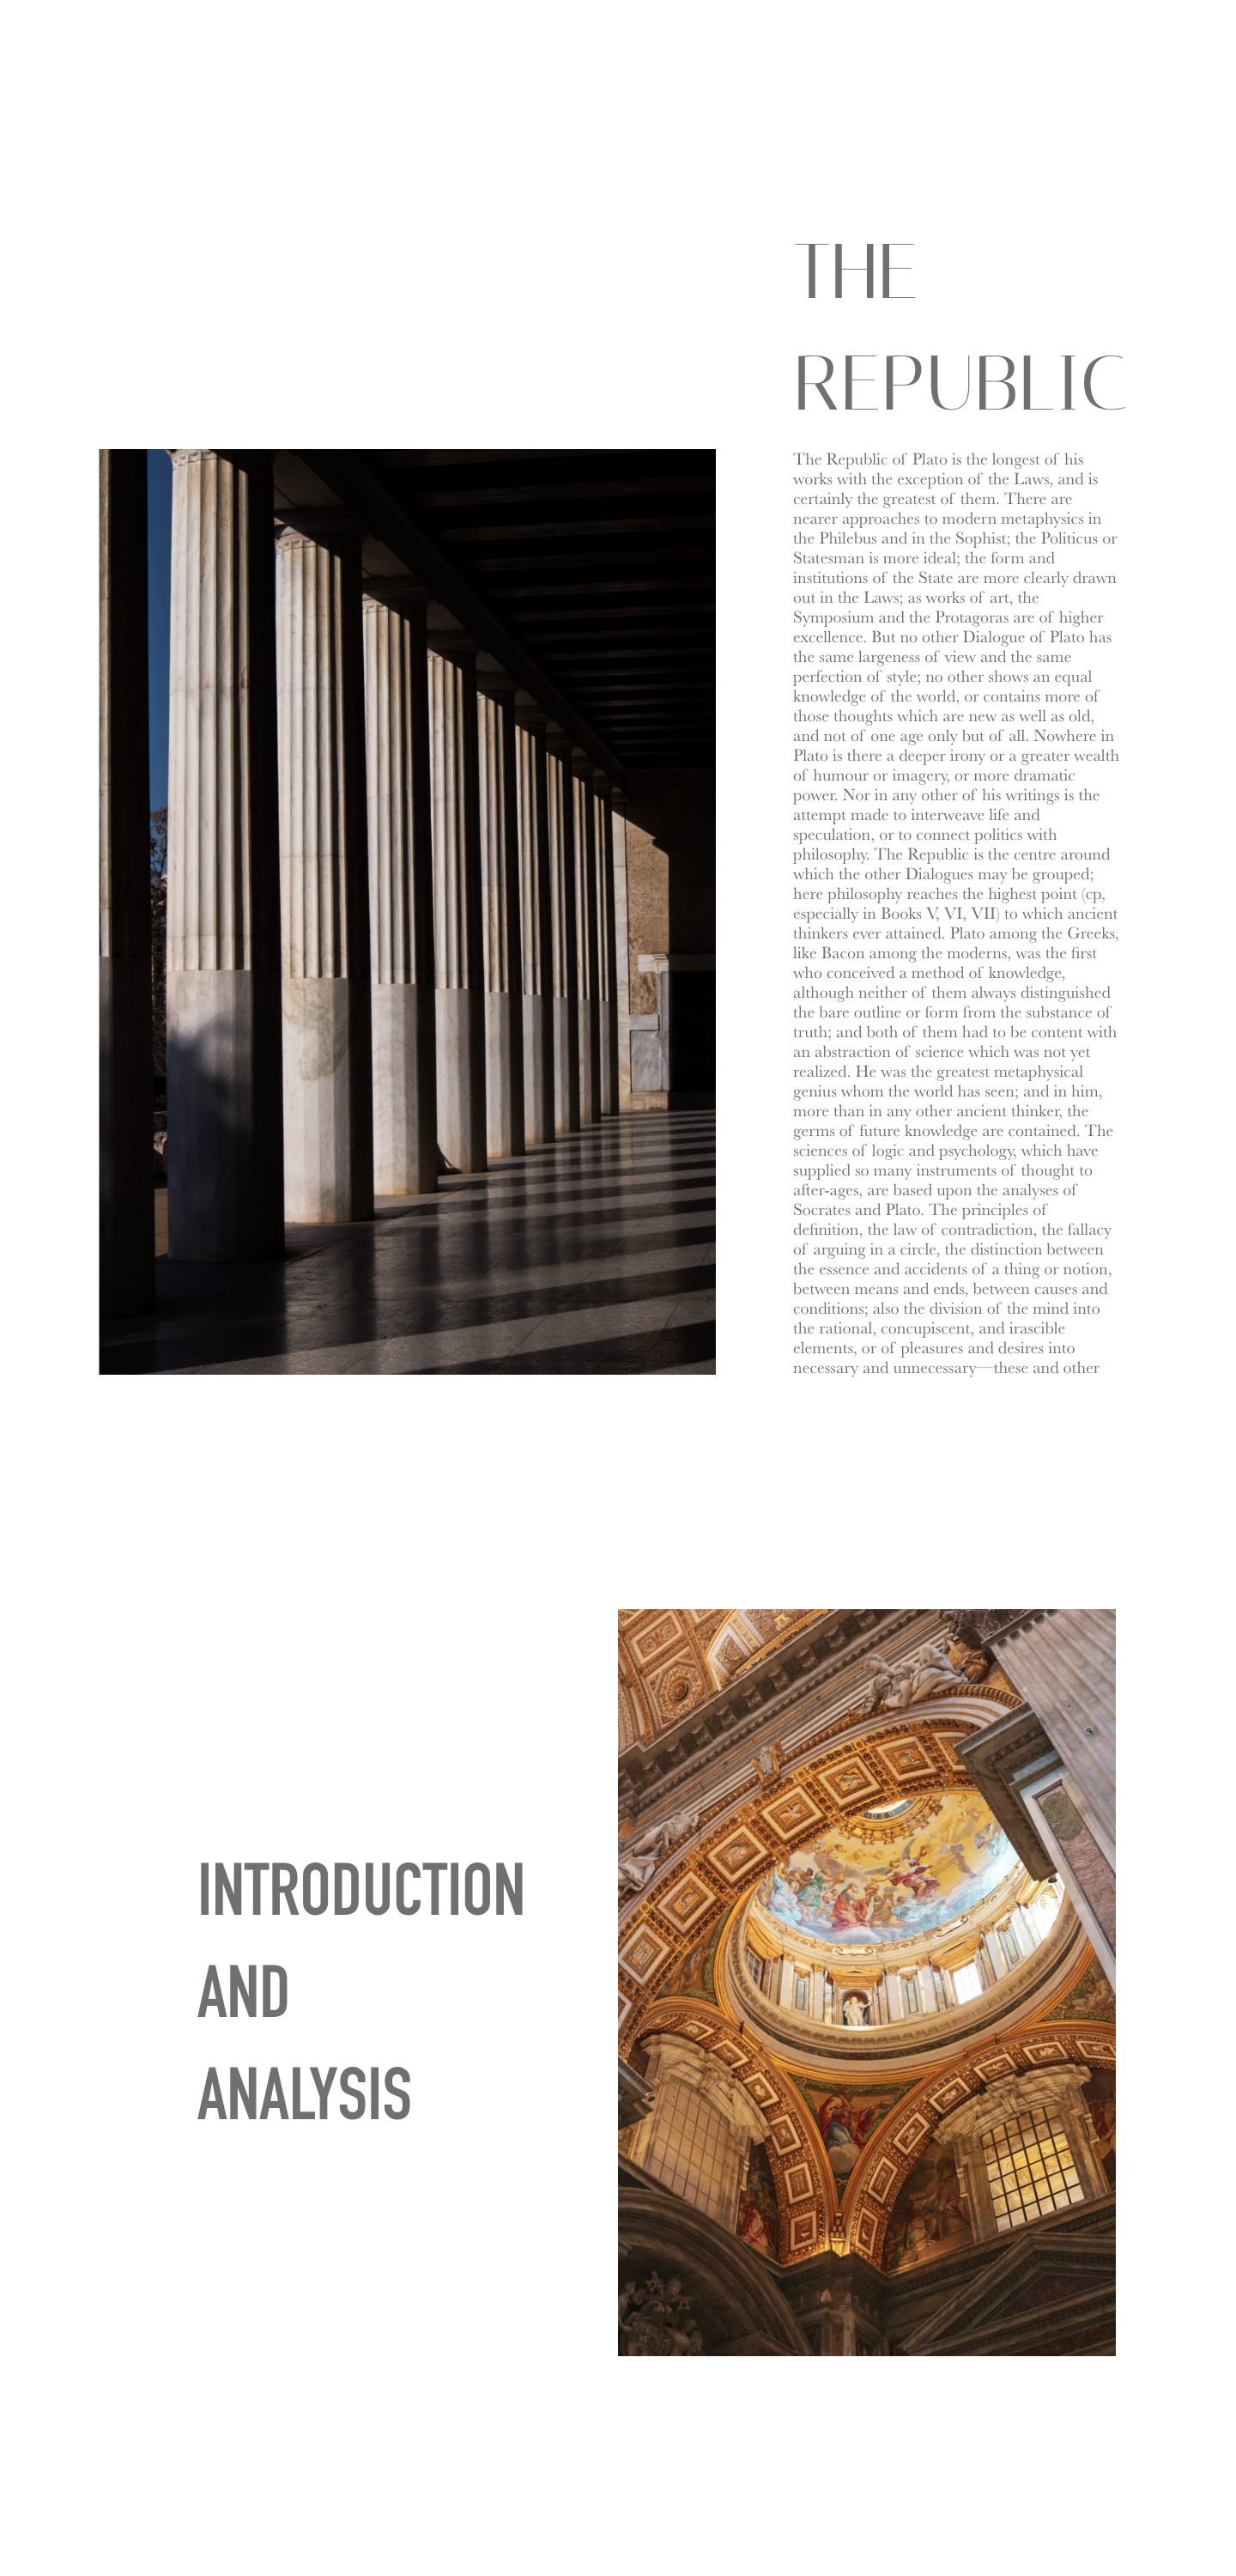 THE
REPUBLIC
The Republic of Plato is the longest of his
works with the exception of the Laws, and is
certainly the greatest of them. There are
nearer approaches to modern metaphysics in
the Philebus and in the Sophist; the Politicus or
Statesman is more ideal; the form and
institutions of the State are more clearly drawn
out in the Laws; as works of art, the
Symposium and the Protagoras are of higher
excellence. But no other Dialogue of Plato has
the same largeness of view and the same
perfection of style; no other shows an equal
knowledge of the world, or contains more of
those thoughts which are new as well as old,
and not of one age only but of all. Nowhere in
Plato is there a deeper irony or a greater wealth
of humour or imagery, or more dramatic
power. Nor in any other of his writings is the
attempt made to interweave life and
speculation, or to connect politics with
philosophy. The Republic is the centre around
which the other Dialogues may be grouped;
here philosophy reaches the highest point (cp,
especially in Books V, VI, VII) to which ancient
thinkers ever attained. Plato among the Greeks,
like Bacon among the moderns, was the first
who conceived a method of knowledge,
although neither of them always distinguished
the bare outline or form from the substance of
truth; and both of them had to be content with
an abstraction of science which was not yet
realized. He was the greatest metaphysical
genius whom the world has seen; and in him,
more than in any other ancient thinker, the
germs of future knowledge are contained. The
sciences of logic and psychology, which have
supplied so many instruments of thought to
after-ages, are based upon the analyses of
Socrates and Plato. The principles of
definition, the law of contradiction, the fallacy
of arguing in a circle, the distinction between
the essence and accidents of a thing or notion,
between means and ends, between causes and
conditions; also the division of the mind into
the rational, concupiscent, and irascible
elements, or of pleasures and desires into
necessary and unnecessary—these and other
INTRODUCTION
AND
ANALYSIS